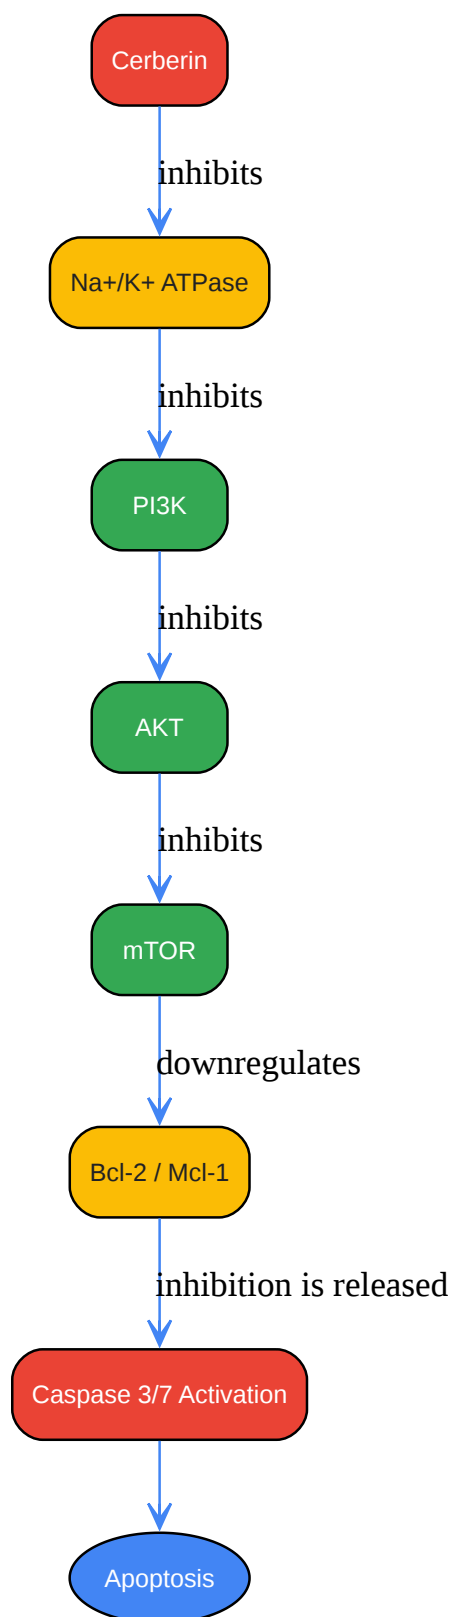 Cerberin
inhibits
Na+/K+ ATPase
inhibits
PI3K
inhibits
AKT
inhibits
mTOR
downregulates
Bcl-2 / Mcl-1
inhibition is released
Caspase 3/7 Activation
Apoptosis